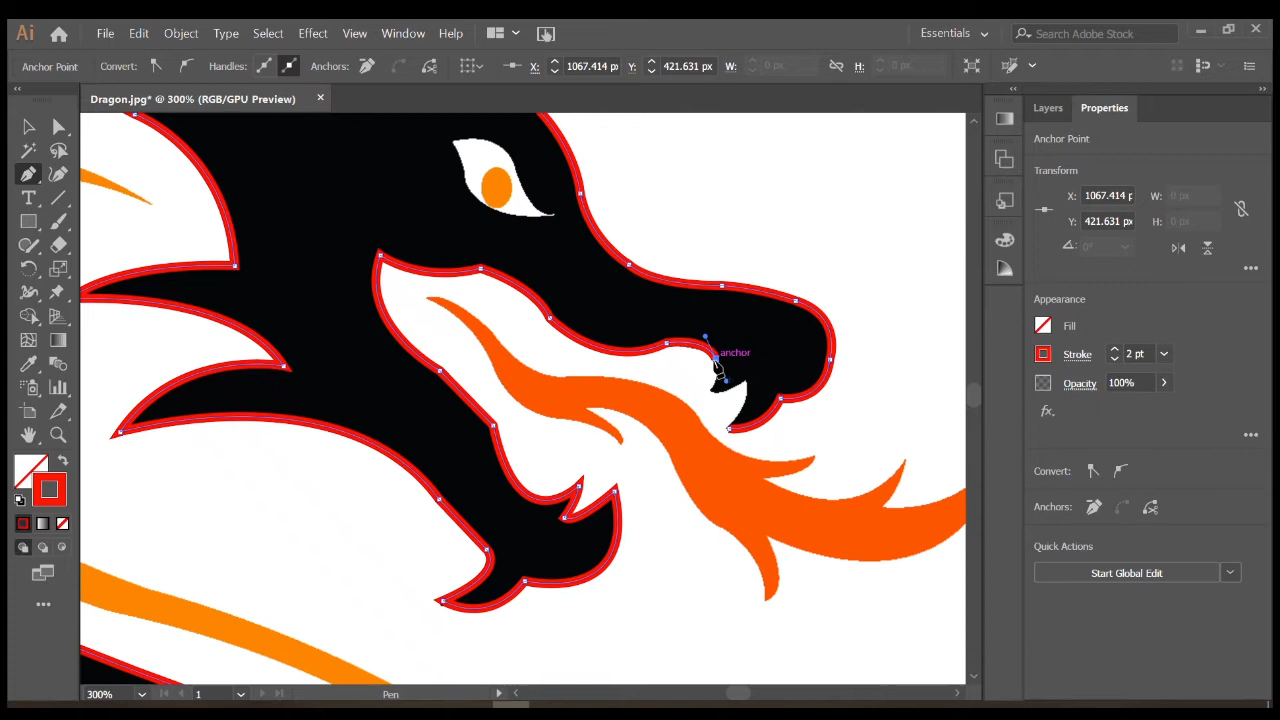 Ai File Edit Object Type Select Effect View Window Help Essentials Search Adobe Stock
Anchor Point Convert: Handles: Anchors: X: 1067.414 px Y: 421.631 px W: 0 px H: 0 px
Dragon.jpg* @ 300% (RGB/GPU Preview)
Layers Properties
Anchor Point
Transform
X: 1067.414 p W: 0 px
Y: 421.631 px H: 0 px
0°
Appearance
Fill
Stroke 2 pt
Opacity 100%
fx.
Convert:
Anchors:
Quick Actions
Start Global Edit
anchor
300% 1 Pen